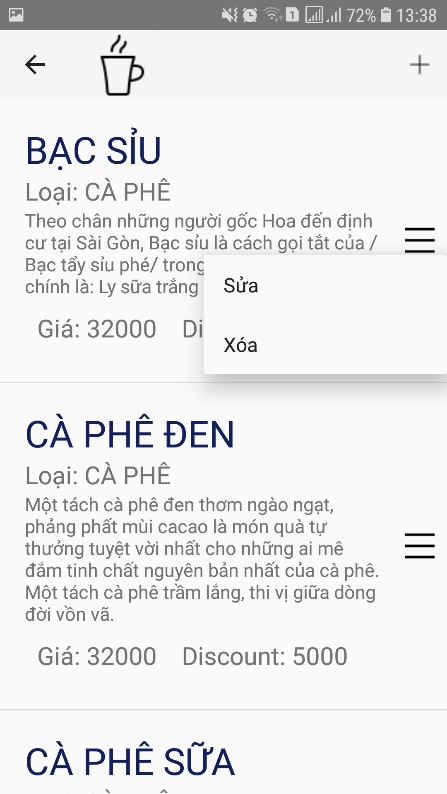 1 72% 13:38
BẠC SỈU
Loại: CÀ PHÊ
Theo chân những người gốc Hoa đến định
cư tại Sài Gòn, Bạc sỉu là cách gọi tắt của /
Bạc tẩy sỉu phé/ trong
chính là: Ly sữa trắng
Sửa
Giá: 32000 Di
Xóa
CÀ PHÊ ĐEN
Loại: CÀ PHÊ
Một tách cà phê đen thơm ngào ngạt,
phảng phất mùi cacao là món quà tự
thưởng tuyệt vời nhất cho những ai mê
đắm tinh chất nguyên bản nhất của cà phê.
Một tách cà phê trầm lắng, thi vị giữa dòng
đời vồn vã.
Giá: 32000 Discount: 5000
CÀ PHÊ SỮA